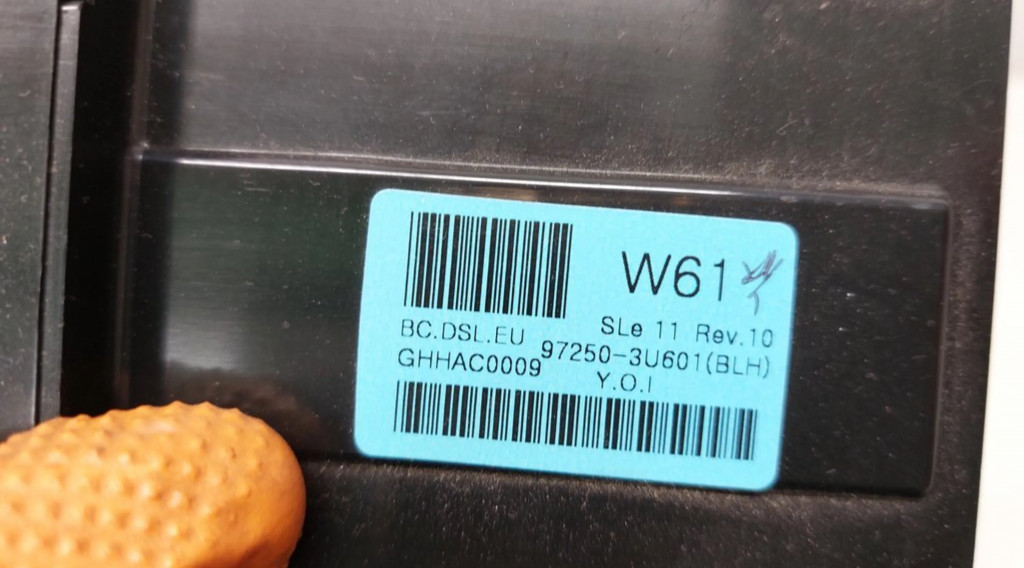 W61
SLe 11 Rev.10
BC.DSL.EU
97250-3U601(BLH)
GHHAC0009
Y.O.I